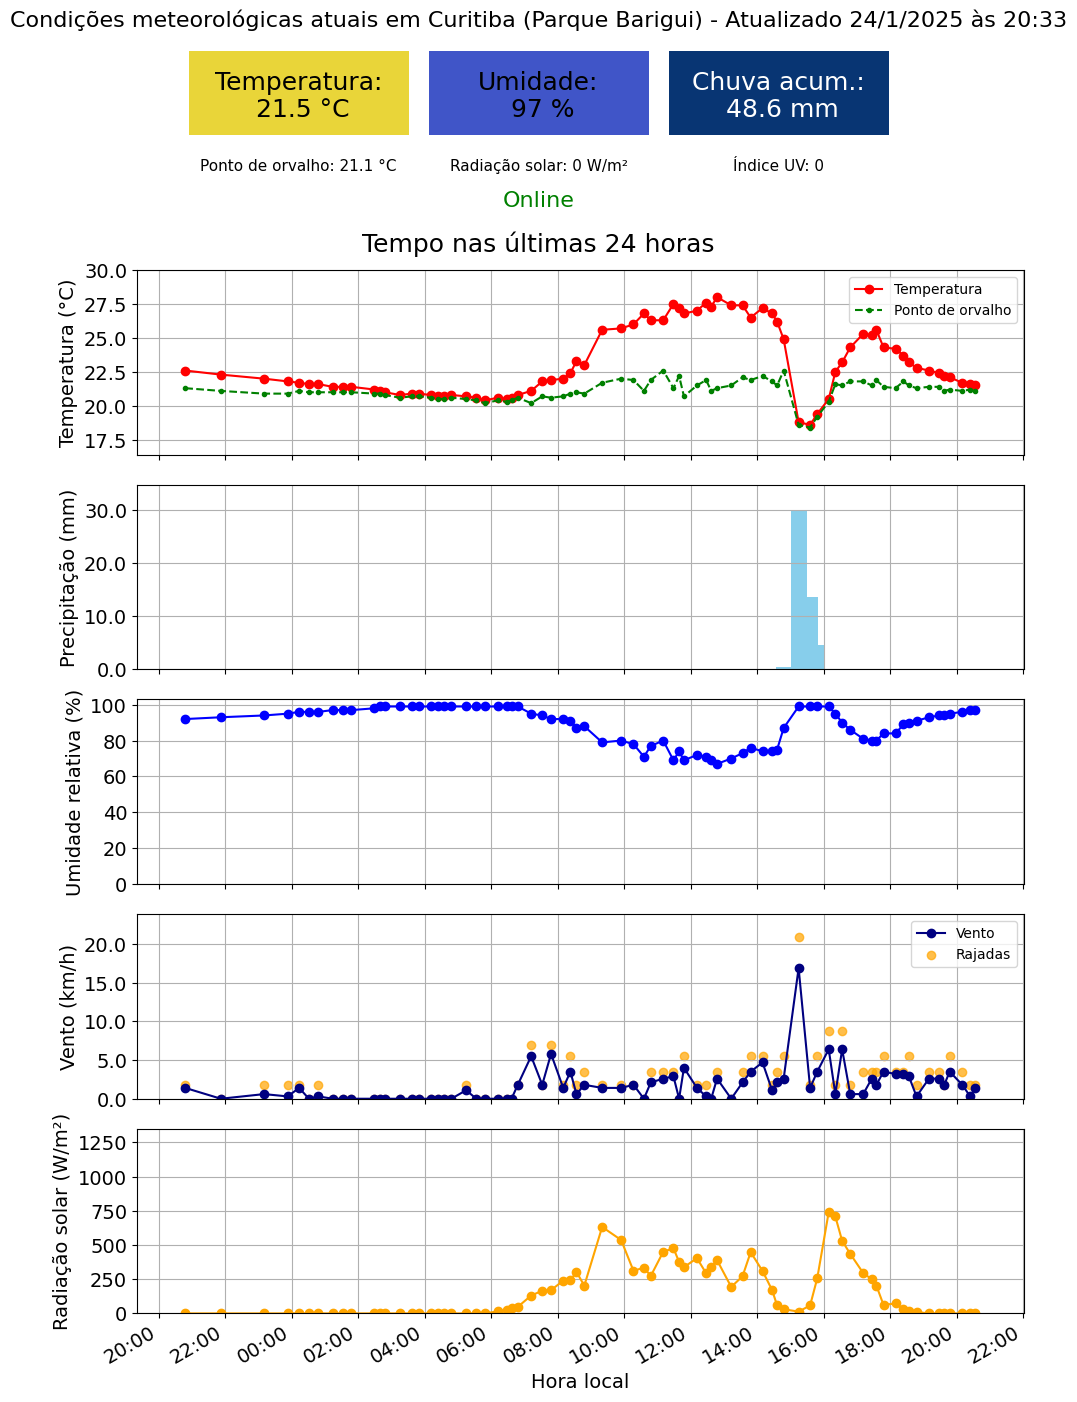 Condições meteorológicas atuais em Curitiba (Parque Barigui) - Atualizado 24/1/2025 às 20:33
Temperatura:
21.5 °C
Umidade:
97 %
Chuva acum.:
48.6 mm
Ponto de orvalho: 21.1 °C
Radiação solar: 0 W/m²
Índice UV: 0
Online
Tempo nas últimas 24 horas
Temperatura (°C)
30.0
27.5
25.0
22.5
20.0
17.5
Temperatura
Ponto de orvalho
Precipitação (mm)
30.0
20.0
10.0
0.0
Umidade relativa (%)
100
80
60
40
20
0
Vento (km/h)
20.0
15.0
10.0
5.0
0.0
Vento
Rajadas
Radiação solar (W/m²)
1250
1000
750
500
250
0
20:00
22:00
00:00
02:00
04:00
06:00
08:00
10:00
12:00
14:00
16:00
18:00
20:00
22:00
Hora local